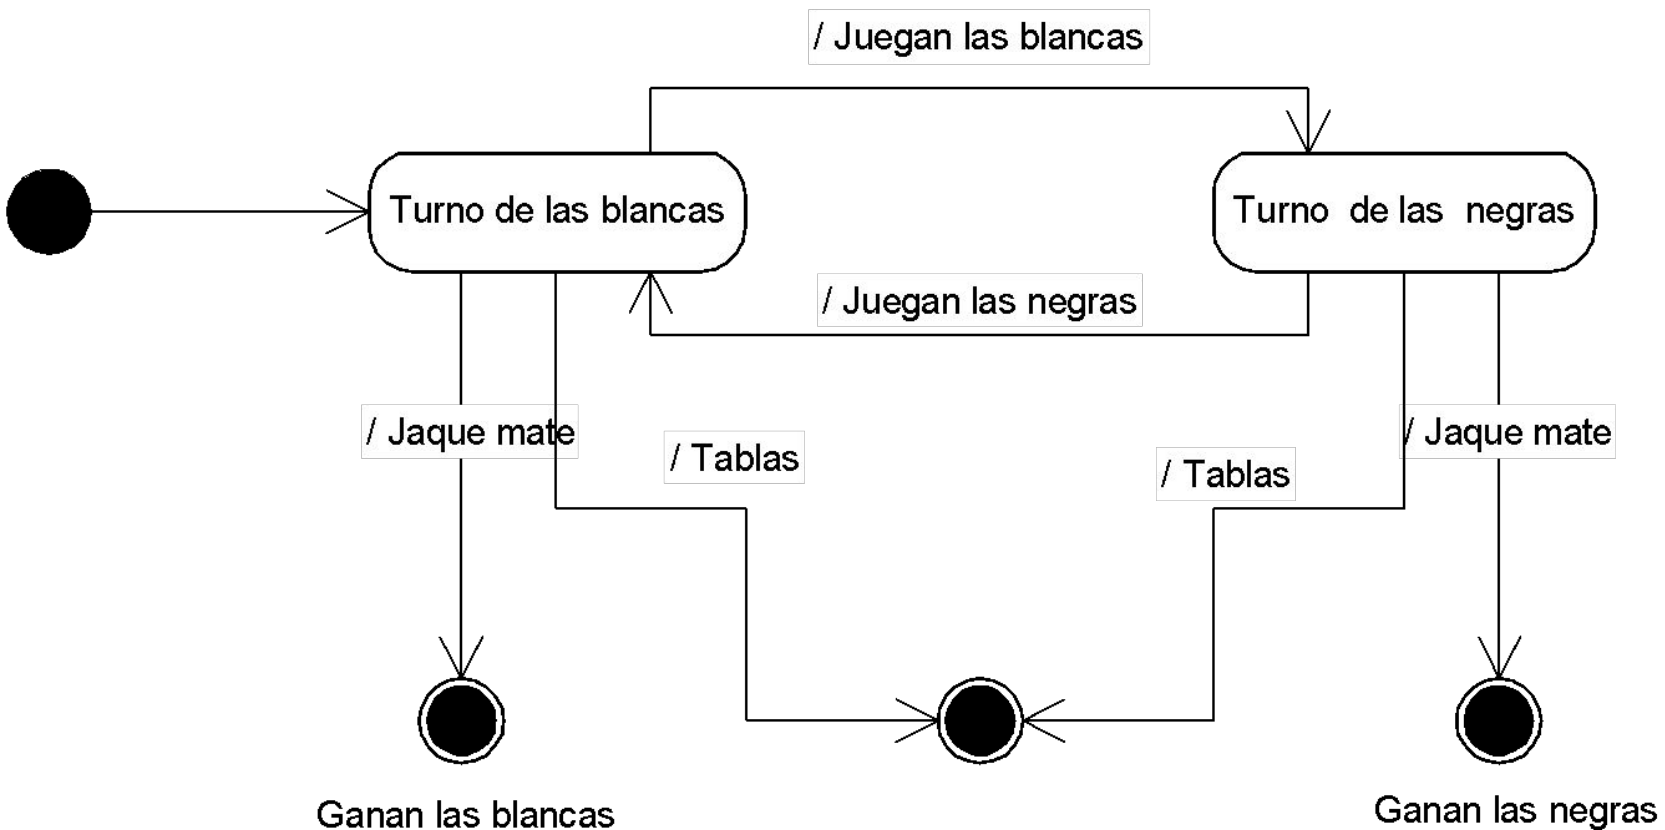 / Juegan las blancas
Turno de las blancas
Turno de las negras
/ Juegan las negras
/ Jaque mate
/ Tablas
/ Tablas
/ Jaque mate
Ganan las blancas
Ganan las negras